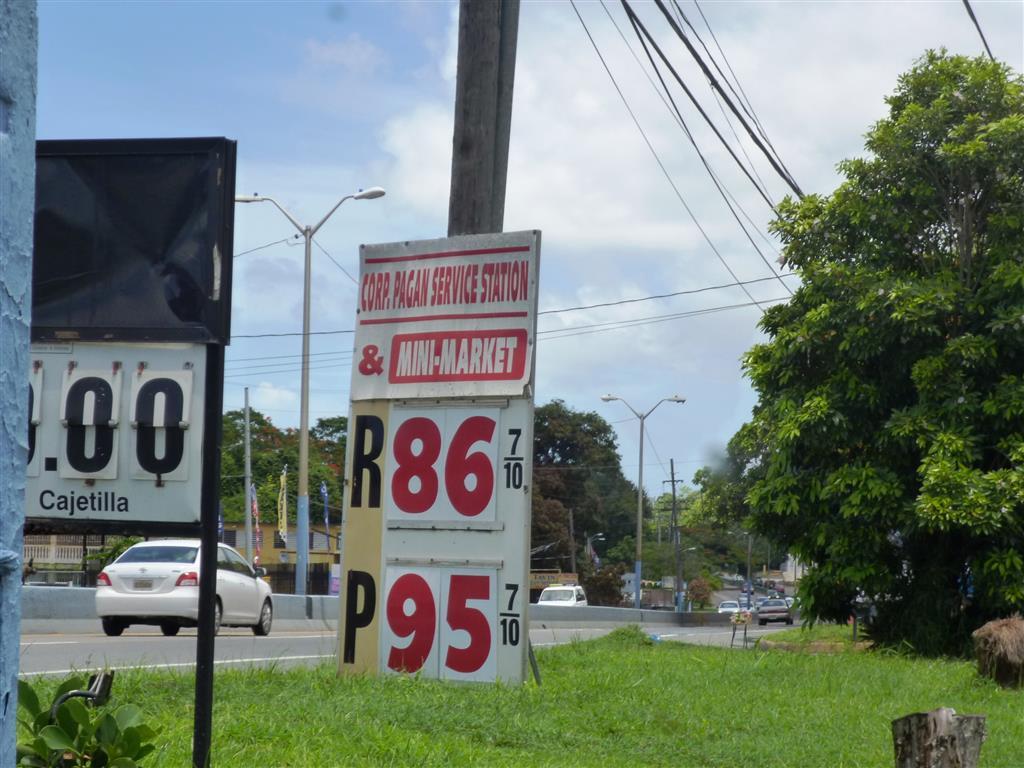 .00
Cajetilla
CORP. PAGAN SERVICE STATION
& MINI-MARKET
R 86 7/10
P 95 7/10